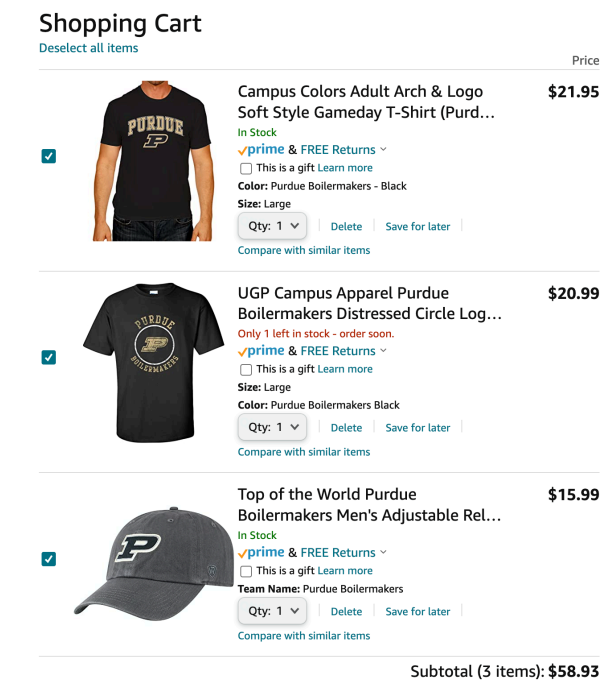 Shopping Cart
Deselect all items
Price
PURDUE
P
Campus Colors Adult Arch & Logo
Soft Style Gameday T-Shirt (Purd…
$21.95
In Stock
prime & FREE Returns
This is a gift Learn more
Color: Purdue Boilermakers - Black
Size: Large
Qty: 1
Delete
Save for later
Compare with similar items
PURDUE
P
BOILERMAKERS
UGP Campus Apparel Purdue
Boilermakers Distressed Circle Log…
$20.99
Only 1 left in stock - order soon.
prime & FREE Returns
This is a gift Learn more
Size: Large
Color: Purdue Boilermakers Black
Qty: 1
Delete
Save for later
Compare with similar items
P
Top of the World Purdue
Boilermakers Men's Adjustable Rel…
$15.99
In Stock
prime & FREE Returns
This is a gift Learn more
Team Name: Purdue Boilermakers
Qty: 1
Delete
Save for later
Compare with similar items
Subtotal (3 items): $58.93